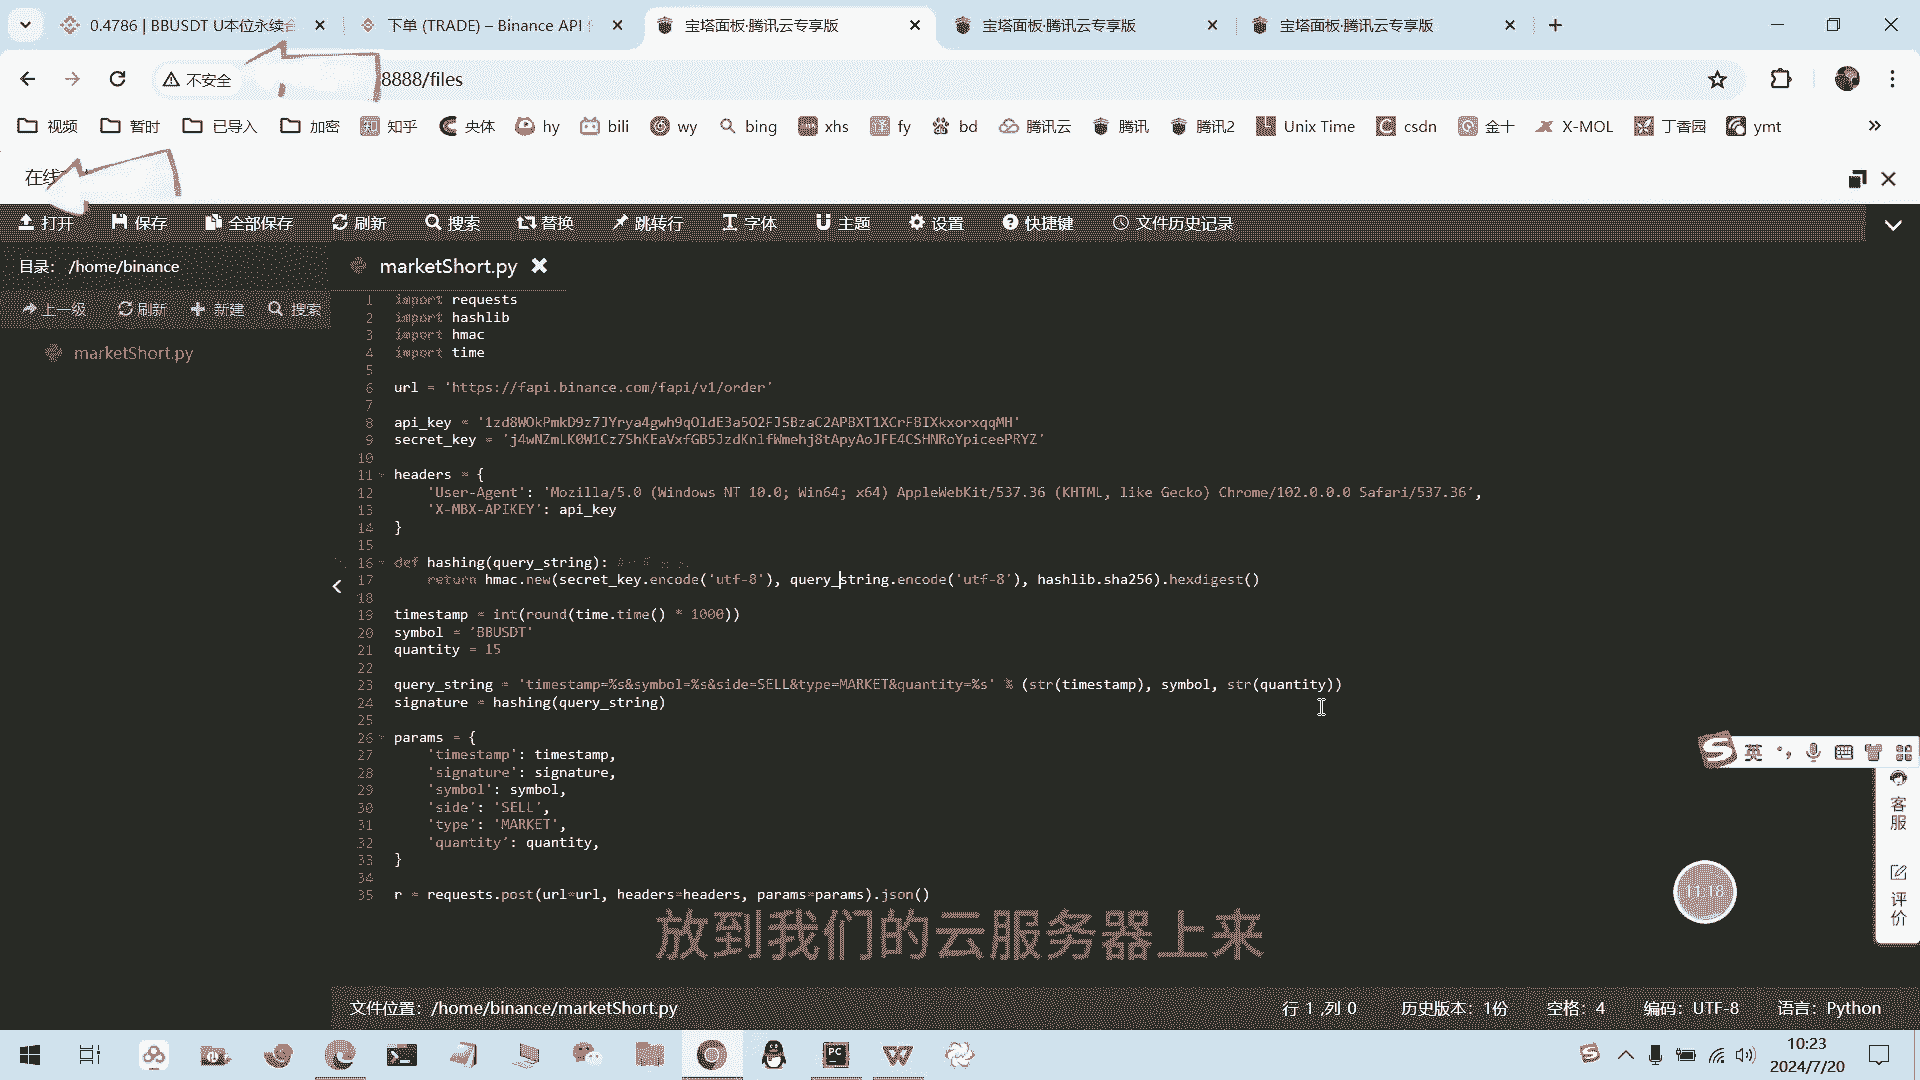 0.4786 | BBUSDT U本位永续合
下单 (TRADE) – Binance API
宝塔面板·腾讯云专享版
宝塔面板·腾讯云专享版
宝塔面板·腾讯云专享版
不安全
8888/files
视频 暂时 已导入 加密 知乎 央体 hy bili wy bing xhs fy bd 腾讯云 腾讯 腾讯2 Unix Time csdn 金十 X-MOL 丁香园 ymt
在线
打开 保存 全部保存 刷新 搜索 替换 跳转行 字体 主题 设置 快捷键 文件历史记录
目录: /home/binance
marketShort.py
上一级 刷新 新建 搜索
marketShort.py
1 import requests
2 import hashlib
3 import hmac
4 import time
5
6 url = 'https://fapi.binance.com/fapi/v1/order'
7
8 api_key =
9 secret_key =
10
11 headers = {
12 'User-Agent': 'Mozilla/5.0 (Windows NT 10.0; Win64; x64) AppleWebKit/537.36 (KHTML, like Gecko) Chrome/102.0.0.0 Safari/537.36',
13 'X-MBX-APIKEY': api_key
14 }
15
16 def hashing(query_string):
17 return hmac.new(secret_key.encode('utf-8'), query_string.encode('utf-8'), hashlib.sha256).hexdigest()
18
19 timestamp = int(round(time.time() * 1000))
20 symbol = 'BBUSDT'
21 quantity = 15
22
23 query_string = 'timestamp=%s&symbol=%s&side=SELL&type=MARKET&quantity=%s' % (str(timestamp), symbol, str(quantity))
24 signature = hashing(query_string)
25
26 params = {
27 'timestamp': timestamp,
28 'signature': signature,
29 'symbol': symbol,
30 'side': 'SELL',
31 'type': 'MARKET',
32 'quantity': quantity,
33 }
34
35 r = requests.post(url=url, headers=headers, params=params).json()
英
客服
评价
11:18
放到我们的云服务器上来
文件位置: /home/binance/marketShort.py
行 1 ,列 0
历史版本: 1份
空格: 4
编码: UTF-8
语言: Python
10:23
2024/7/20